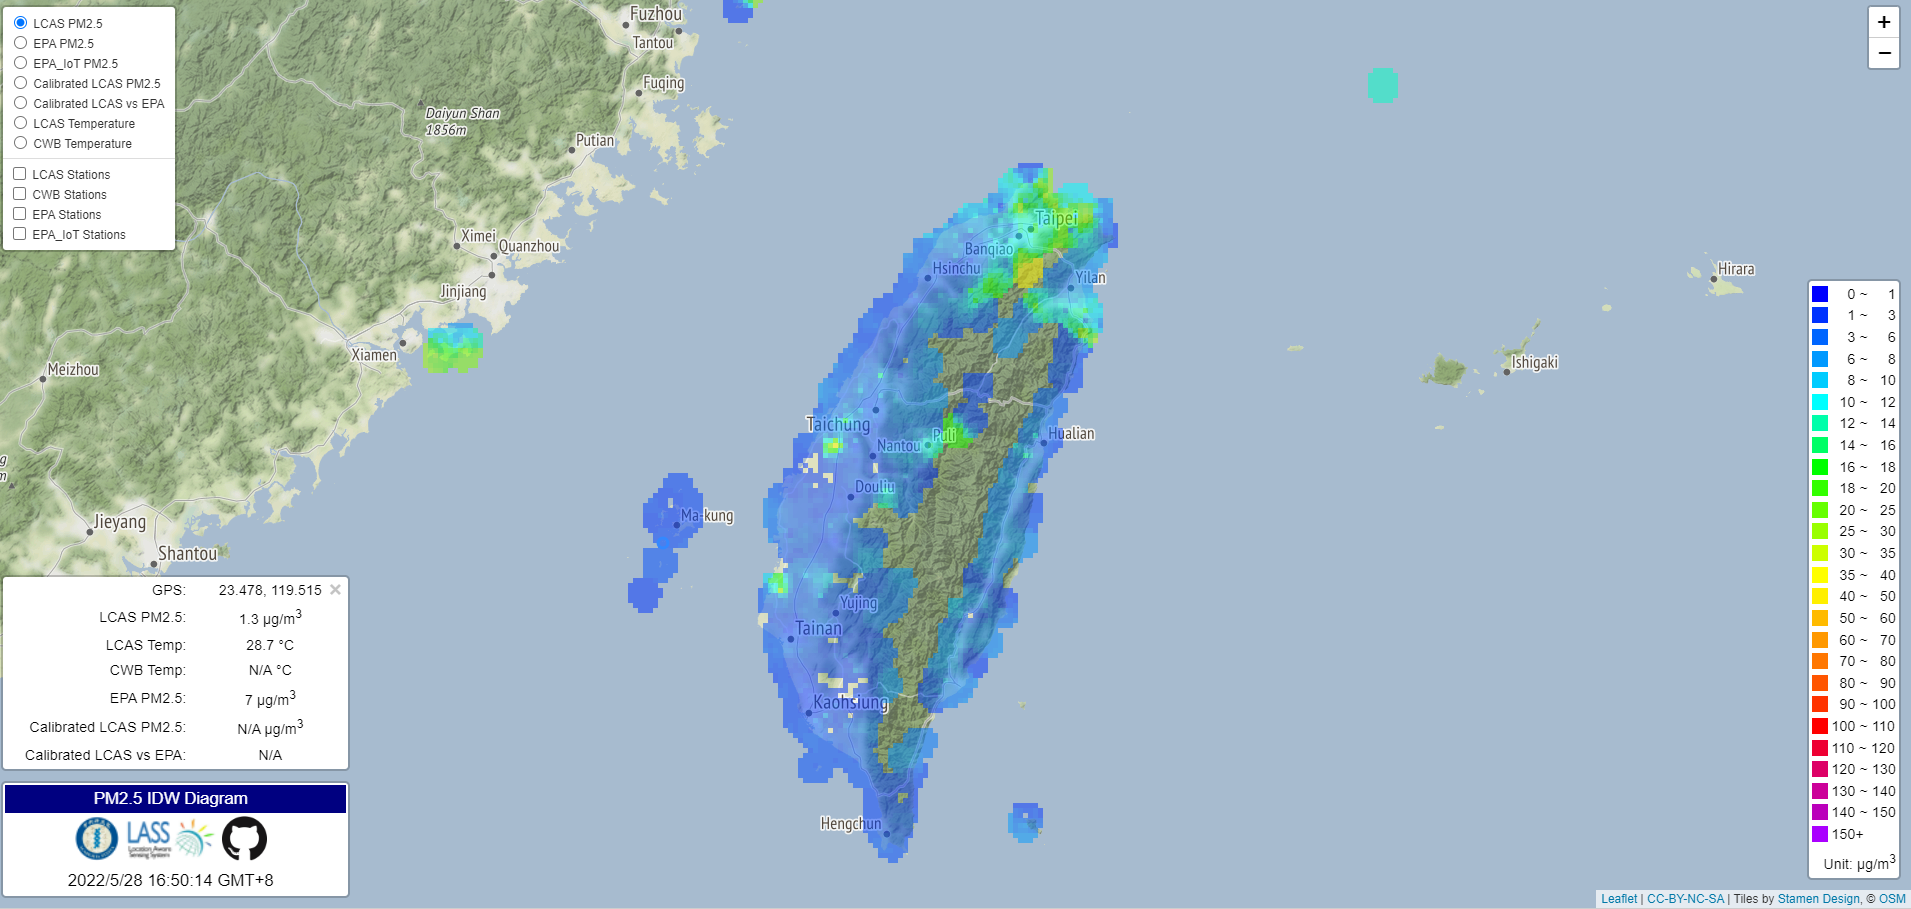 LCAS PM2.5
EPA PM2.5
EPA_IoT PM2.5
Calibrated LCAS PM2.5
Calibrated LCAS vs EPA
LCAS Temperature
CWB Temperature
LCAS Stations
CWB Stations
EPA Stations
EPA_IoT Stations
+
−
Fuzhou
Tantou
Fuqing
Daiyun Shan
1856m
Putian
Ximei
Quanzhou
Jinjiang
Xiamen
Meizhou
Jieyang
Shantou
g
m
Taipei
Banqiao
Hsinchu
Yilan
Taichung
Puli
Nantou
Hualian
Douliu
Ma-kung
Yujing
Tainan
Kaohsiung
Hengchun
Hirara
Ishigaki
GPS: 23.478, 119.515 ×
LCAS PM2.5: 1.3 µg/m3
LCAS Temp: 28.7 °C
CWB Temp: N/A °C
EPA PM2.5: 7 µg/m3
Calibrated LCAS PM2.5: N/A µg/m3
Calibrated LCAS vs EPA: N/A
PM2.5 IDW Diagram
LASS
Location Aware
Sensing System
2022/5/28 16:50:14 GMT+8
0 ~ 1
1 ~ 3
3 ~ 6
6 ~ 8
8 ~ 10
10 ~ 12
12 ~ 14
14 ~ 16
16 ~ 18
18 ~ 20
20 ~ 25
25 ~ 30
30 ~ 35
35 ~ 40
40 ~ 50
50 ~ 60
60 ~ 70
70 ~ 80
80 ~ 90
90 ~ 100
100 ~ 110
110 ~ 120
120 ~ 130
130 ~ 140
140 ~ 150
150+
Unit: µg/m3
Leaflet | CC-BY-NC-SA | Tiles by Stamen Design, © OSM